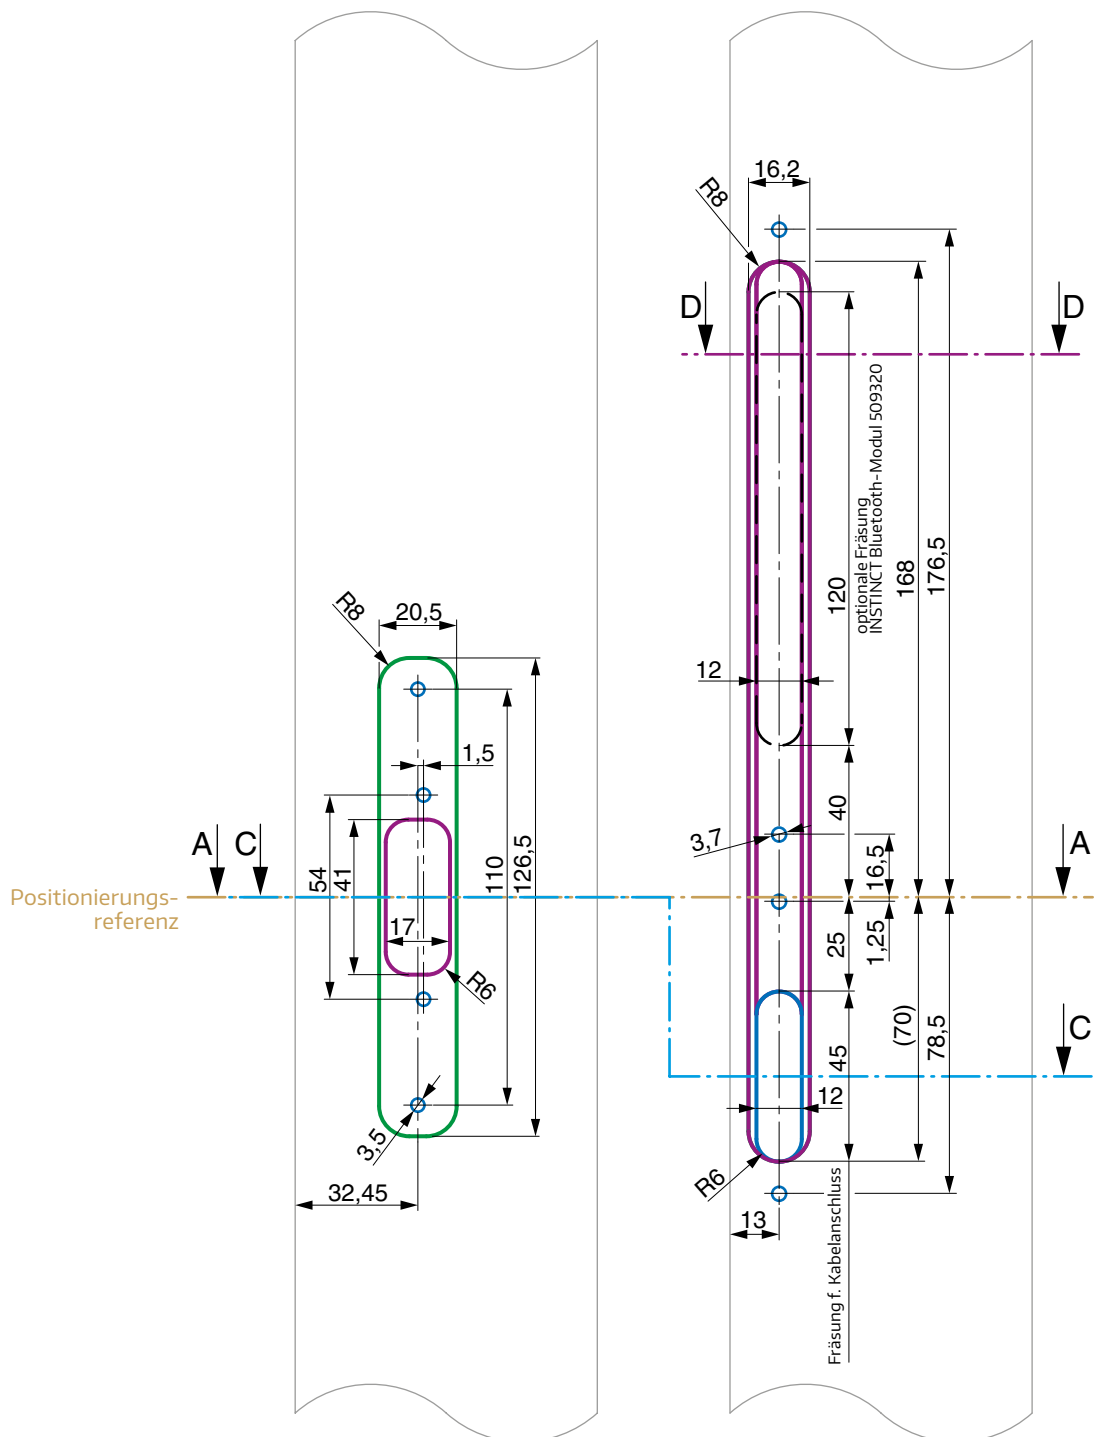 16,2
R8
D
D
optionale Fräsung
INSTINCT Bluetooth-Modul 509320
120
168
176,5
R8
20,5
12
1,5
40
3,7
16,5
A
C
A
54
41
110
126,5
Positionierungs-
referenz
17
25
1,25
R6
(70)
78,5
C
45
12
3,5
R6
32,45
13
Fräsung f. Kabelanschluss